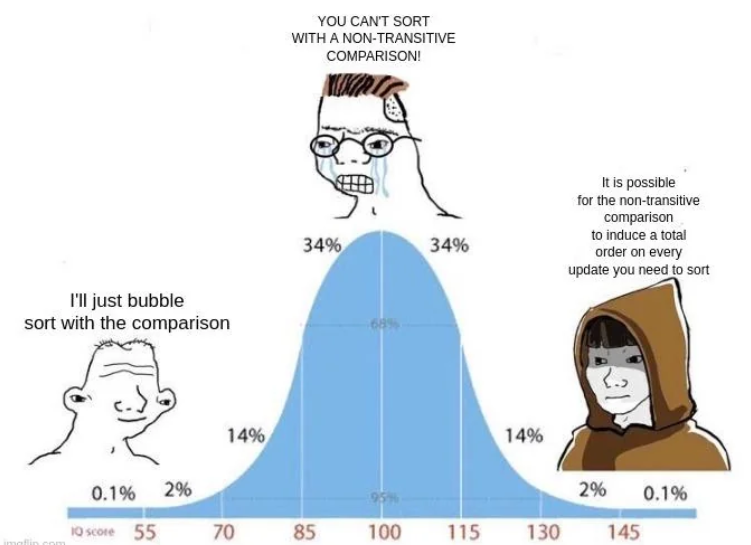 YOU CAN'T SORT
WITH A NON-TRANSITIVE
COMPARISON!
It is possible
for the non-transitive
comparison
to induce a total
order on every
update you need to sort
I'll just bubble
sort with the comparison
34%
34%
68%
14%
14%
95%
0.1%
2%
2%
0.1%
IQ score
55
70
85
100
115
130
145
imgflip.com